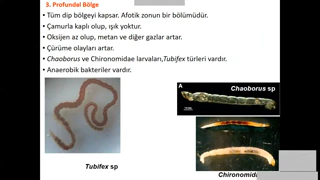 3. Profundal Bölge
• Tüm dip bölgeyi kapsar. Afotik zonun bir bölümüdür.
• Çamurla kaplı olup, ışık yoktur.
• Oksijen az olup, metan ve diğer gazlar artar.
• Çürüme olayları artar.
• Chaoborus ve Chironomidae larvaları,Tubifex türleri vardır.
• Anaerobik bakteriler vardır.
A
Chaoborus sp
Tubifex sp